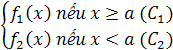 {f₁(x) nếu x ≥ a (C₁)
f₂(x) nếu x < a (C₂)